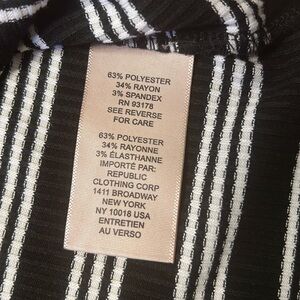 63% POLYESTER
34% RAYON
3% SPANDEX
RN 93178
SEE REVERSE
FOR CARE
63% POLYESTER
34% RAYONNE
3% ÉLASTHANNE
IMPORTÉ PAR:
REPUBLIC
CLOTHING CORP
1411 BROADWAY
NEW YORK
NY 10018 USA
ENTRETIEN
AU VERSO